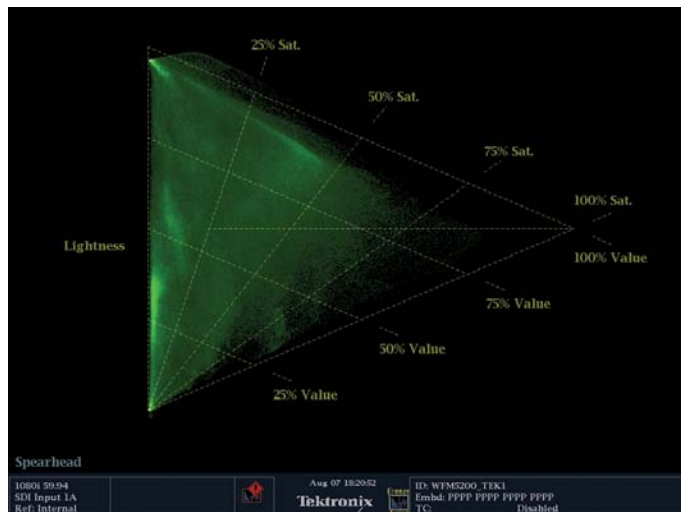 25% Sat.
50% Sat.
75% Sat.
100% Sat.
Lightness
100% Value
75% Value
50% Value
25% Value
Spearhead
1080i 59.94
SDI Input 1A
Ref: Internal
Aug 07 18:20:52
Tektronix
ID: WFM5200_TEK1
Embd: PPPP PPPP PPPP PPPP
TC: Disabled